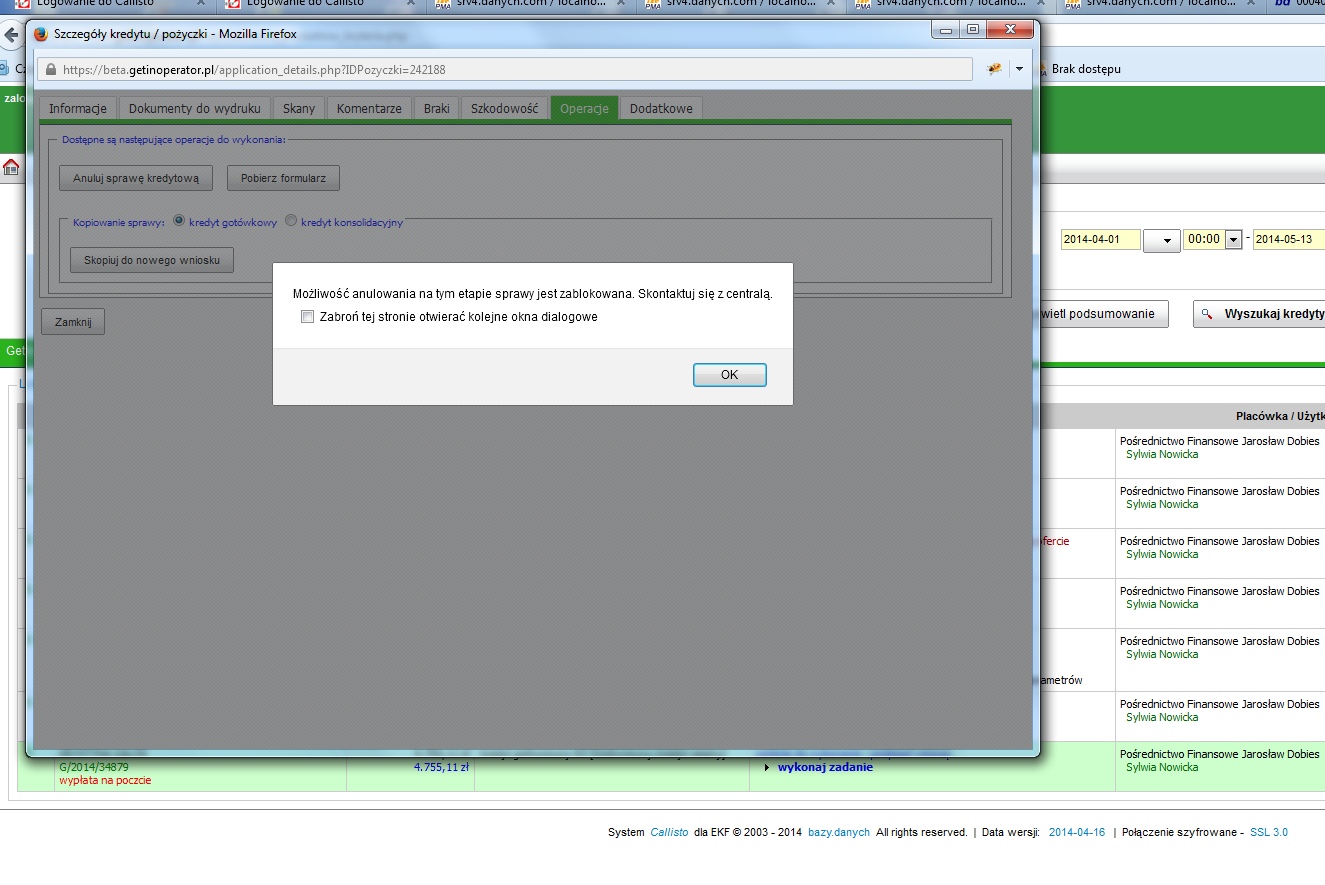 Logowanie do Callisto
Logowanie do Callisto
srv4.danych.com / localho...
srv4.danych.com / localho...
srv4.danych.com / localho...
srv4.danych.com / localho...
Szczegóły kredytu / pożyczki - Mozilla Firefox
https://beta.getinoperator.pl/application_details.php?IDPozyczki=242188
Brak dostępu
zalo
Informacje
Dokumenty do wydruku
Skany
Komentarze
Braki
Szkodowość
Operacje
Dodatkowe
Dostępne są następujące operacje do wykonania:
Anuluj sprawę kredytową
Pobierz formularz
Kopiowanie sprawy: kredyt gotówkowy kredyt konsolidacyjny
Skopiuj do nowego wniosku
Zamknij
Możliwość anulowania na tym etapie sprawy jest zablokowana. Skontaktuj się z centralą.
Zabroń tej stronie otwierać kolejne okna dialogowe
OK
2014-04-01 00:00 - 2014-05-13
wietl podsumowanie
Wyszukaj kredyty
Get
Placówka / Użytk
Pośrednictwo Finansowe Jarosław Dobies
Sylwia Nowicka
Pośrednictwo Finansowe Jarosław Dobies
Sylwia Nowicka
fercie
Pośrednictwo Finansowe Jarosław Dobies
Sylwia Nowicka
Pośrednictwo Finansowe Jarosław Dobies
Sylwia Nowicka
Pośrednictwo Finansowe Jarosław Dobies
Sylwia Nowicka
ametrów
Pośrednictwo Finansowe Jarosław Dobies
Sylwia Nowicka
Pośrednictwo Finansowe Jarosław Dobies
Sylwia Nowicka
G/2014/34879
4.755,11 zł
wykonaj zadanie
wypłata na poczcie
System Callisto dla EKF © 2003 - 2014 bazy.danych All rights reserved. | Data wersji: 2014-04-16 | Połączenie szyfrowane - SSL 3.0